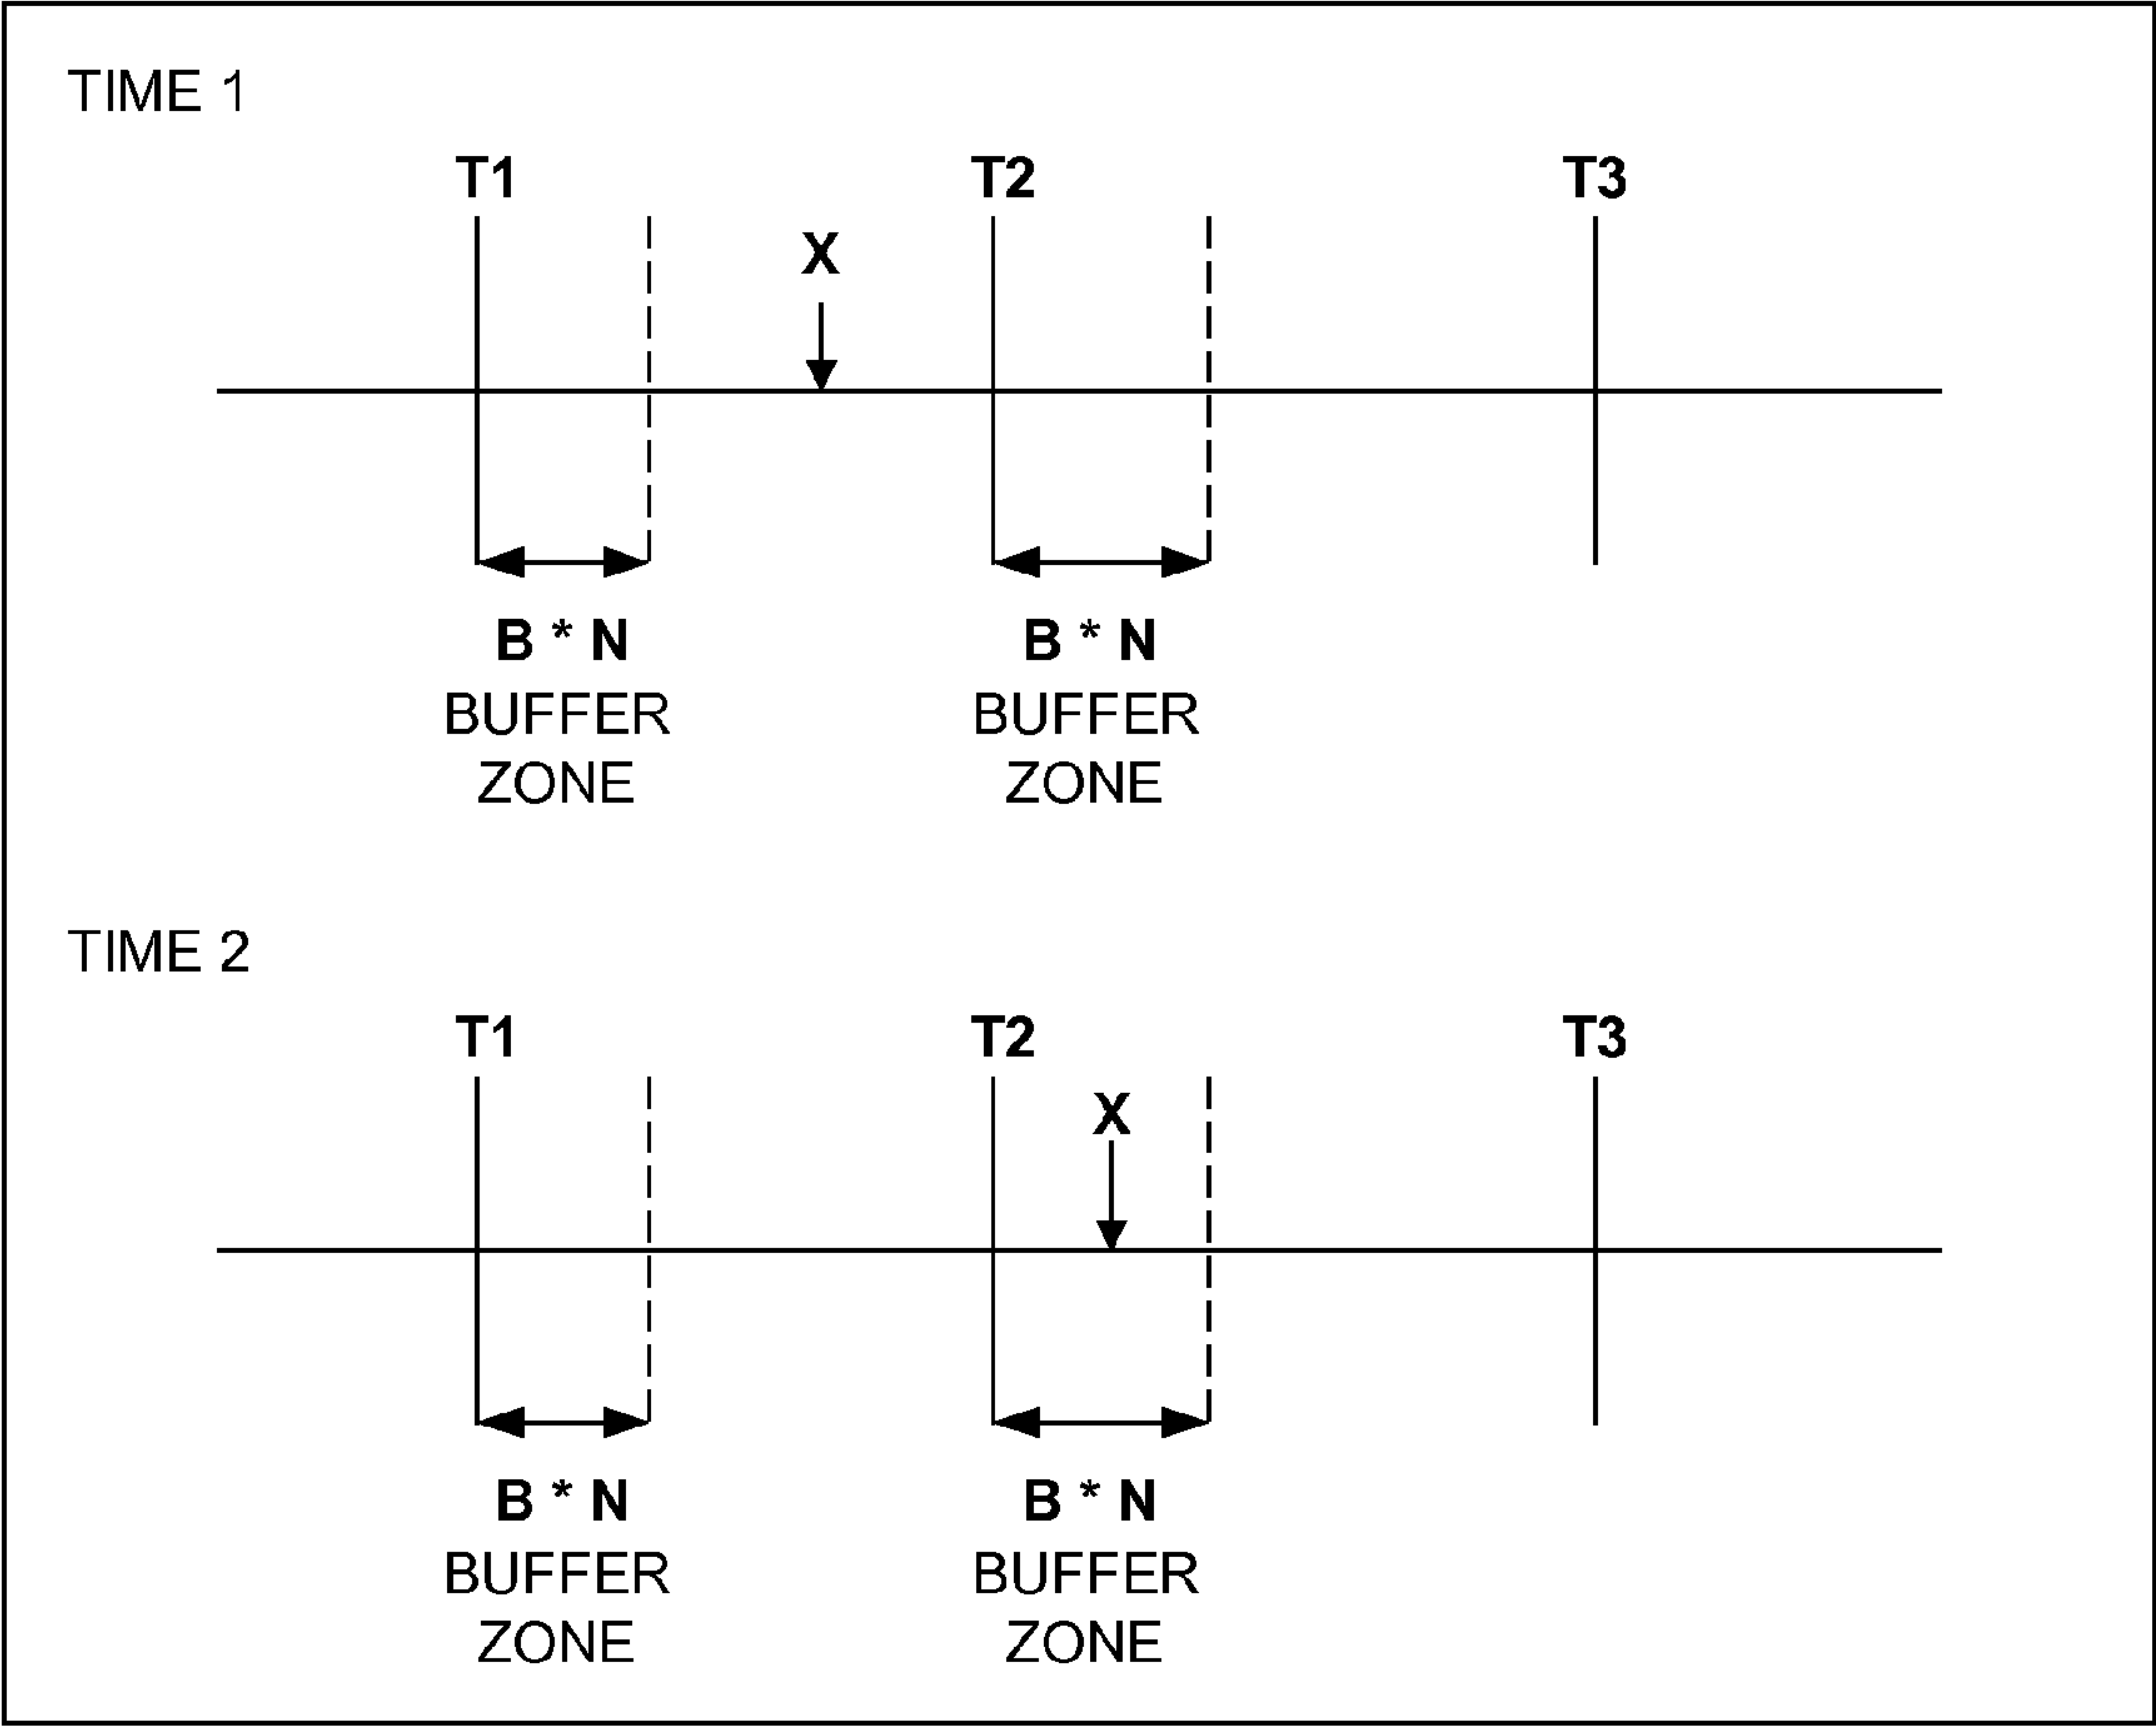 TIME 1
T1 T2 T3
X
B * N B * N
BUFFER BUFFER
ZONE ZONE
TIME 2
T1 T2 T3
X
B * N B * N
BUFFER BUFFER
ZONE ZONE